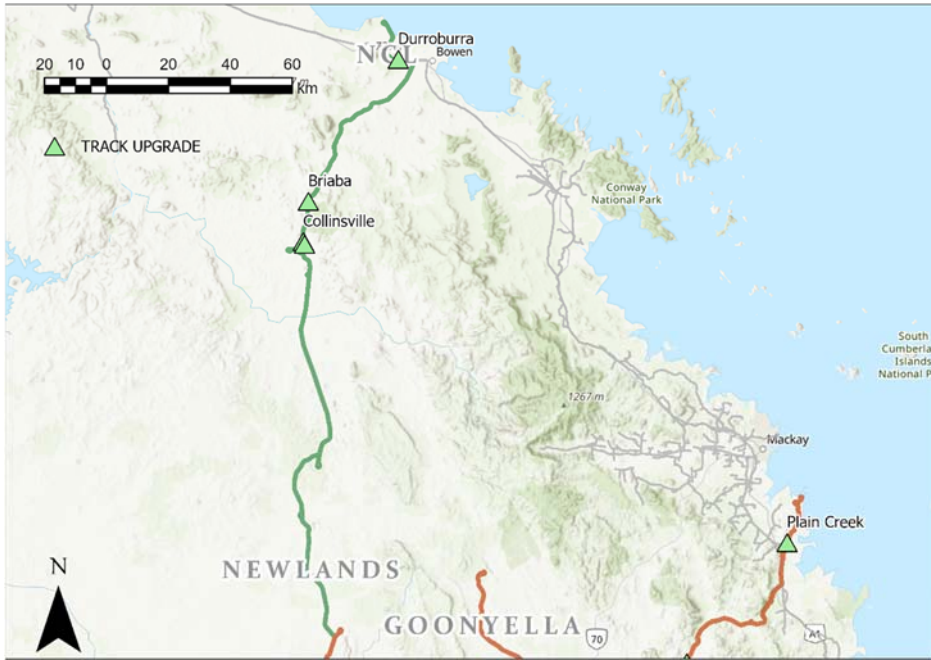 Durroburra
NCL
Bowen
20 10 0 20 40 60
Km
TRACK UPGRADE
Briaba
Conway
National Park
Collinsville
South
Cumberla
Islands
National P
1267 m
Mackay
Plain Creek
N
NEWLANDS
GOONYELLA
70
A1